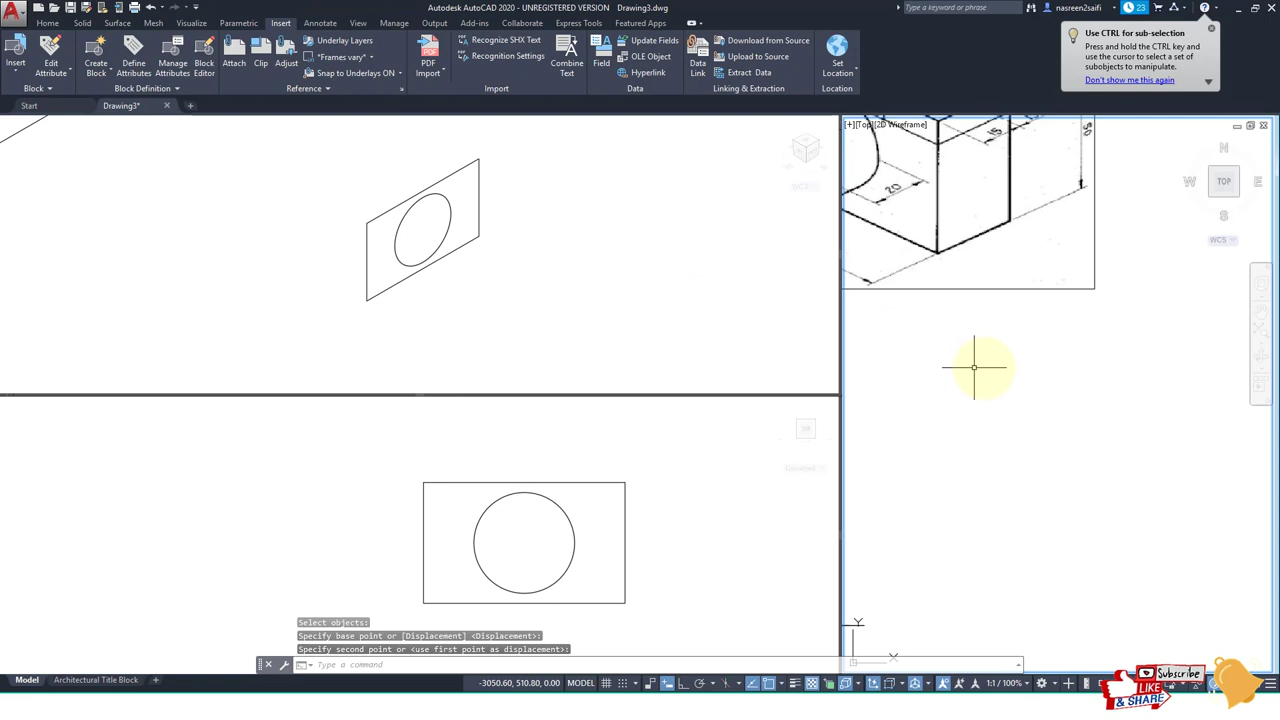 Autodesk AutoCAD 2020 - UNREGISTERED VERSION Drawing3.dwg
Type a keyword or phrase
nasreen2saifi
23
Home Solid Surface Mesh Visualize Parametric Insert Annotate View Manage Output Add-ins Collaborate Express Tools Featured Apps
Insert
Edit Attribute
Create Block
Define Attributes
Manage Attributes
Block Editor
Attach
Clip
Adjust
Underlay Layers
*Frames vary*
Snap to Underlays ON
PDF Import
Recognize SHX Text
Recognition Settings
Combine Text
Field
Update Fields
OLE Object
Hyperlink
Data Link
Download from Source
Upload to Source
Extract Data
Set Location
Block
Block Definition
Reference
Import
Data
Linking & Extraction
Location
Use CTRL for sub-selection
Press and hold the CTRL key and
use the cursor to select a set of
subobjects to manipulate.
Don't show me this again
Start
Drawing3*
[+][Top][2D Wireframe]
15
50
20
WCS
N
W TOP E
S
WCS
Y
X
Select objects:
Specify base point or [Displacement] <Displacement>:
Specify second point or <use first point as displacement>:
Type a command
Model
Architectural Title Block
-3050.60, 510.80, 0.00
MODEL
1:1 / 100%
Subscribe
LIKE
& SHARE